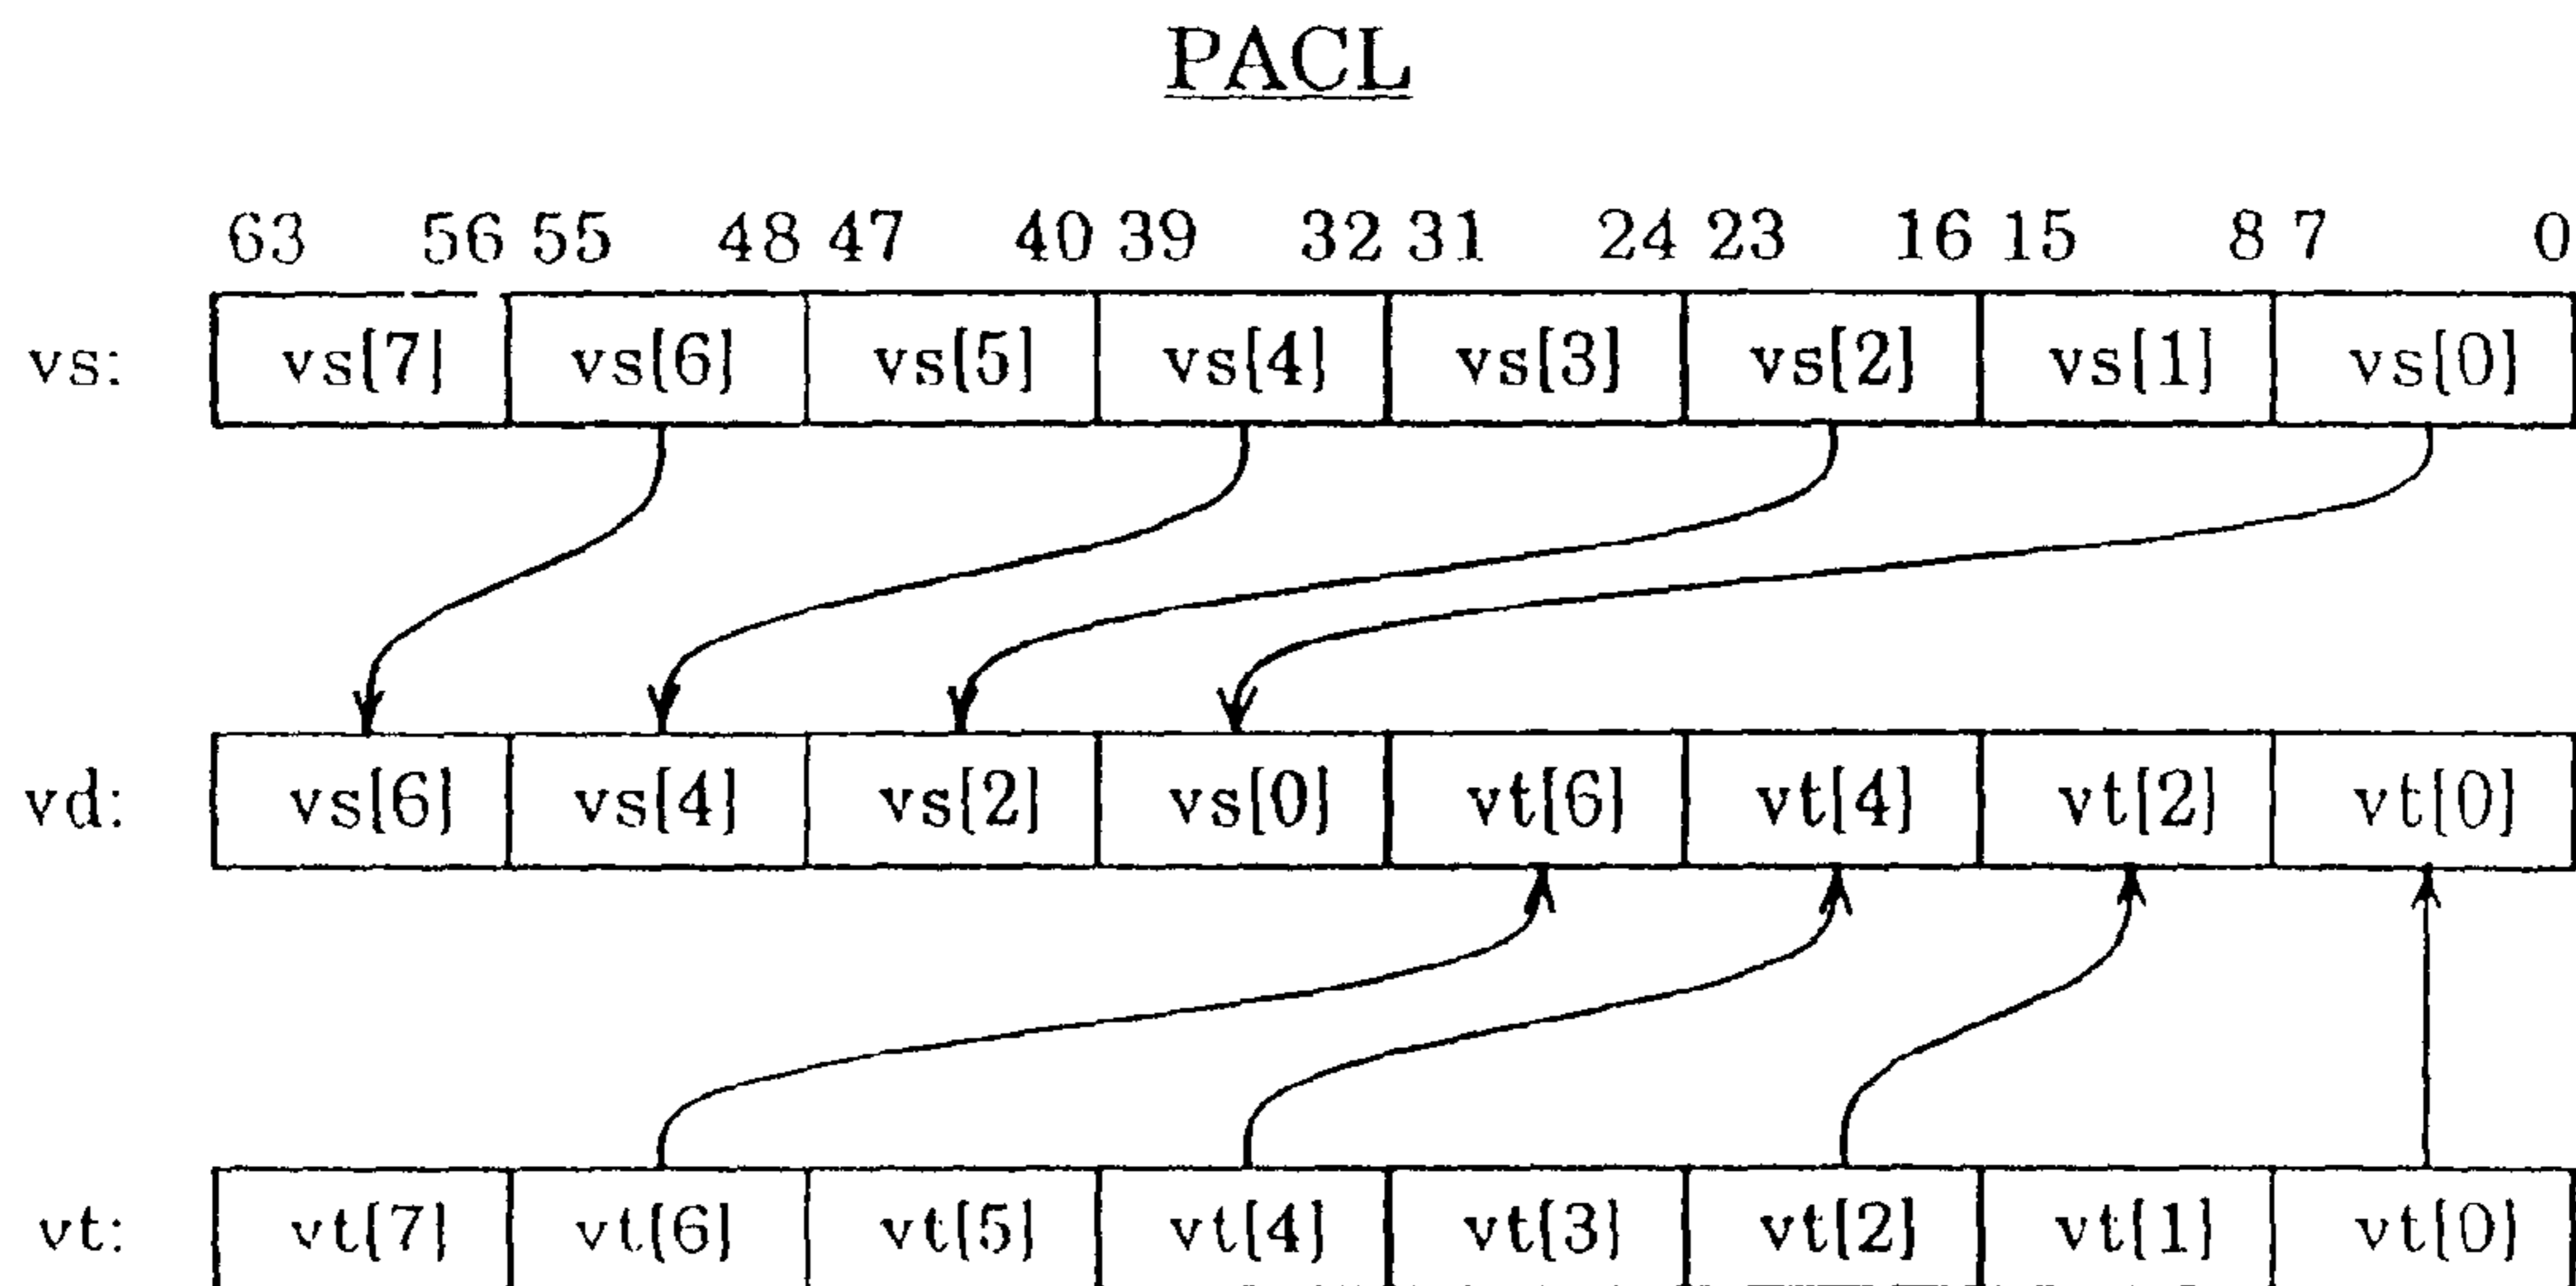 PACL
63 56 55 48 47 40 39 32 31 24 23 16 15 8 7 0
vs: vs[7] vs[6] vs[5] vs[4] vs[3] vs[2] vs[1] vs[0]
vd: vs[6] vs[4] vs[2] vs[0] vt[6] vt[4] vt[2] vt[0]
vt: vt[7] vt[6] vt[5] vt[4] vt[3] vt[2] vt[1] vt[0]